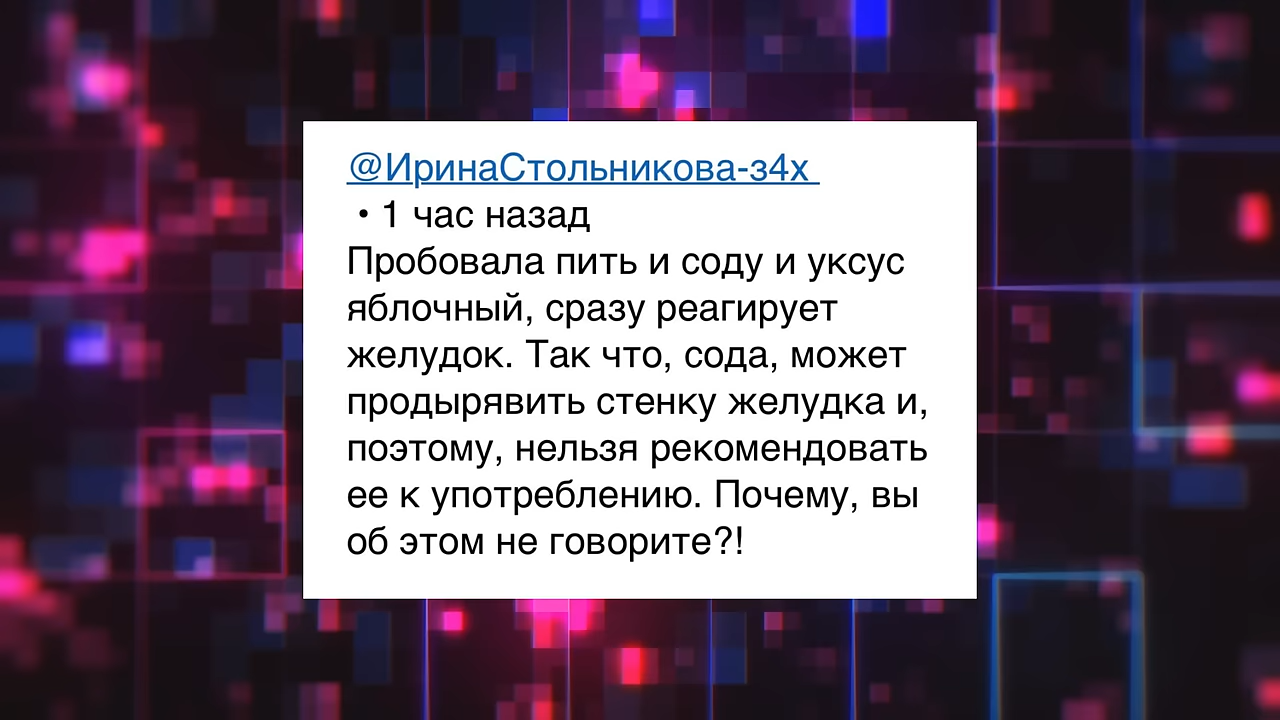 @ИринаСтольникова-з4х
• 1 час назад
Пробовала пить и соду и уксус
яблочный, сразу реагирует
желудок. Так что, сода, может
продырявить стенку желудка и,
поэтому, нельзя рекомендовать
ее к употреблению. Почему, вы
об этом не говорите?!